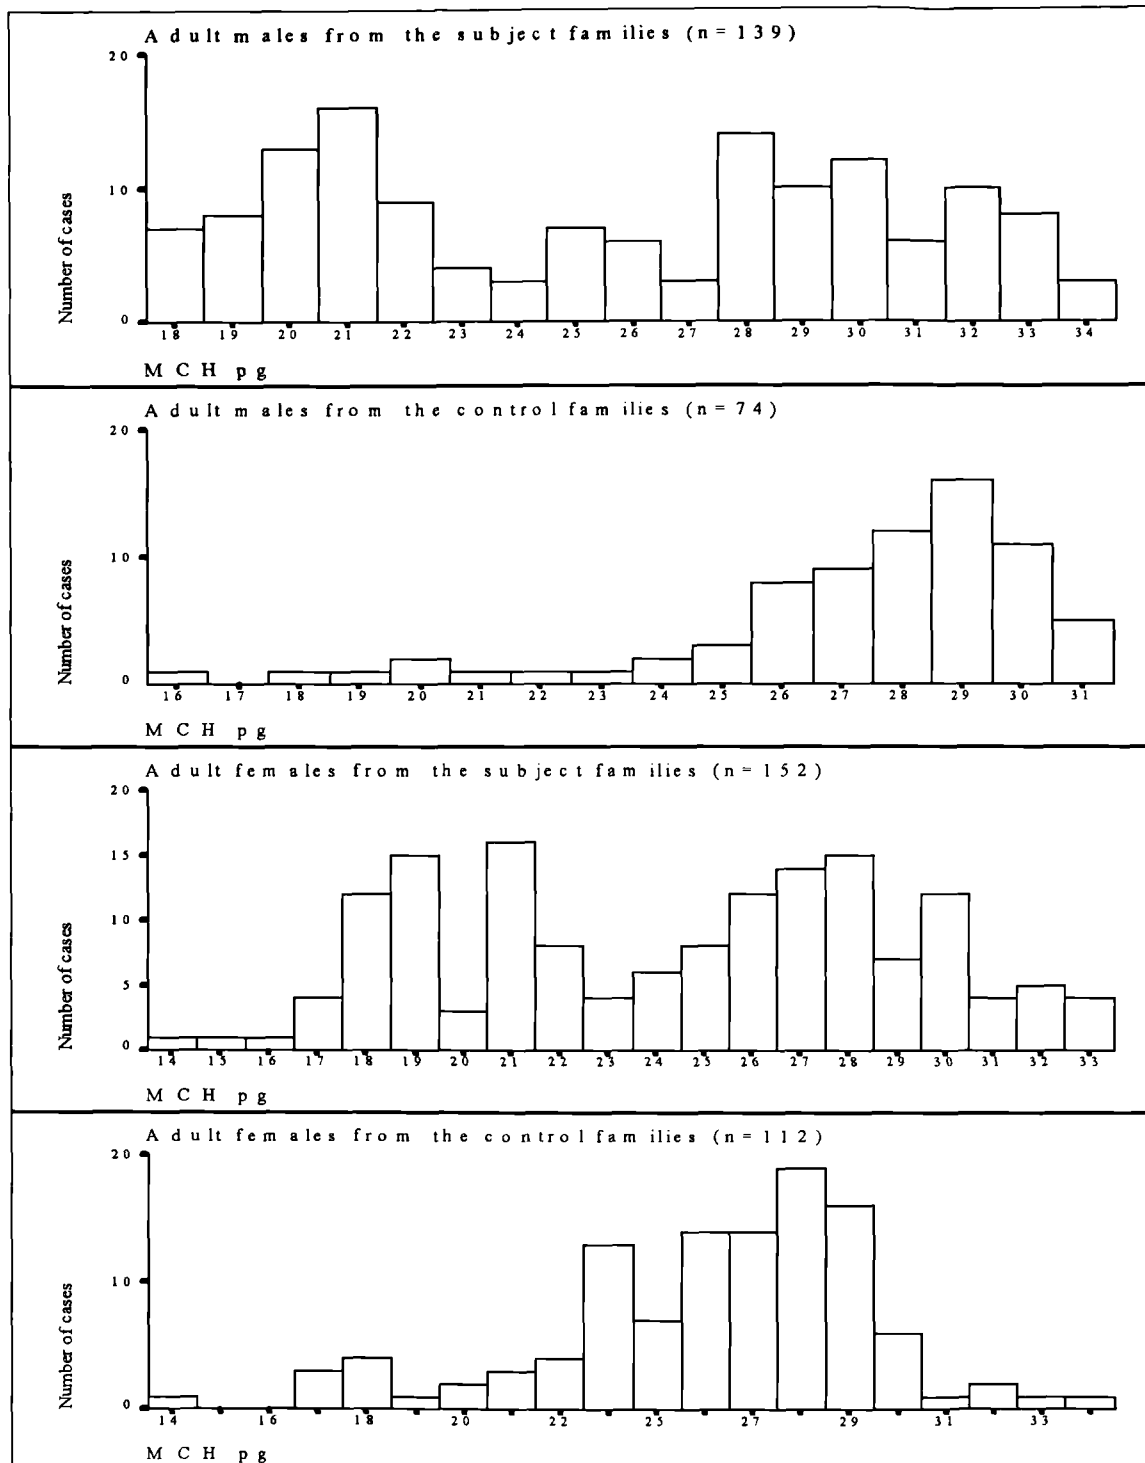 Adult males from the subject families (n=139)
20
10
0
Number of cases
18 19 20 21 22 23 24 25 26 27 28 29 30 31 32 33 34
MCH pg
Adult males from the control families (n=74)
20
10
0
Number of cases
16 17 18 19 20 21 22 23 24 25 26 27 28 29 30 31
MCH pg
Adult females from the subject families (n=152)
20
15
10
5
0
Number of cases
14 15 16 17 18 19 20 21 22 23 24 25 26 27 28 29 30 31 32 33
MCH pg
Adult females from the control families (n=112)
20
10
0
Number of cases
14 16 18 20 22 25 27 29 31 33
MCH pg